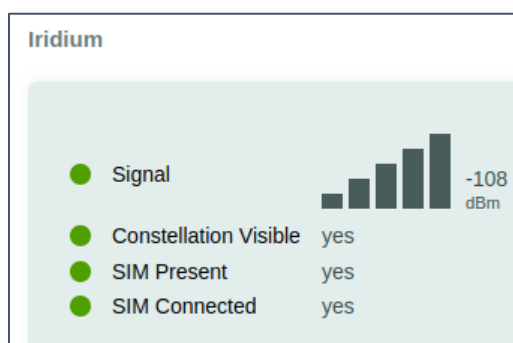 Iridium
Signal
-108
dBm
Constellation Visible yes
SIM Present yes
SIM Connected yes